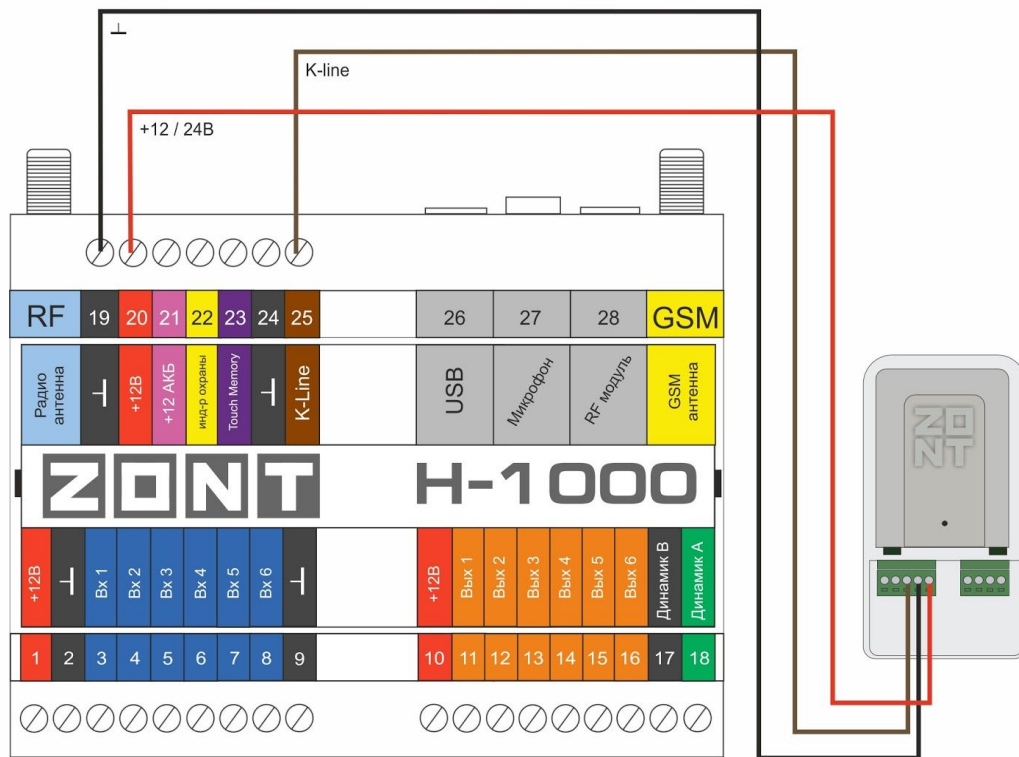 ⊥
K-line
+12 / 24В
RF 19 20 21 22 23 24 25 26 27 28 GSM
Радио антенна
⊥
+12В
+12 АКБ
инд-р охраны
Touch Memory
⊥
K-Line
USB
Микрофон
RF модуль
GSM антенна
ZONT H-1000
ZO
NT
+12В
⊥
Вх 1
Вх 2
Вх 3
Вх 4
Вх 5
Вх 6
⊥
+12В
Вых 1
Вых 2
Вых 3
Вых 4
Вых 5
Вых 6
Динамик В
Динамик А
1 2 3 4 5 6 7 8 9 10 11 12 13 14 15 16 17 18